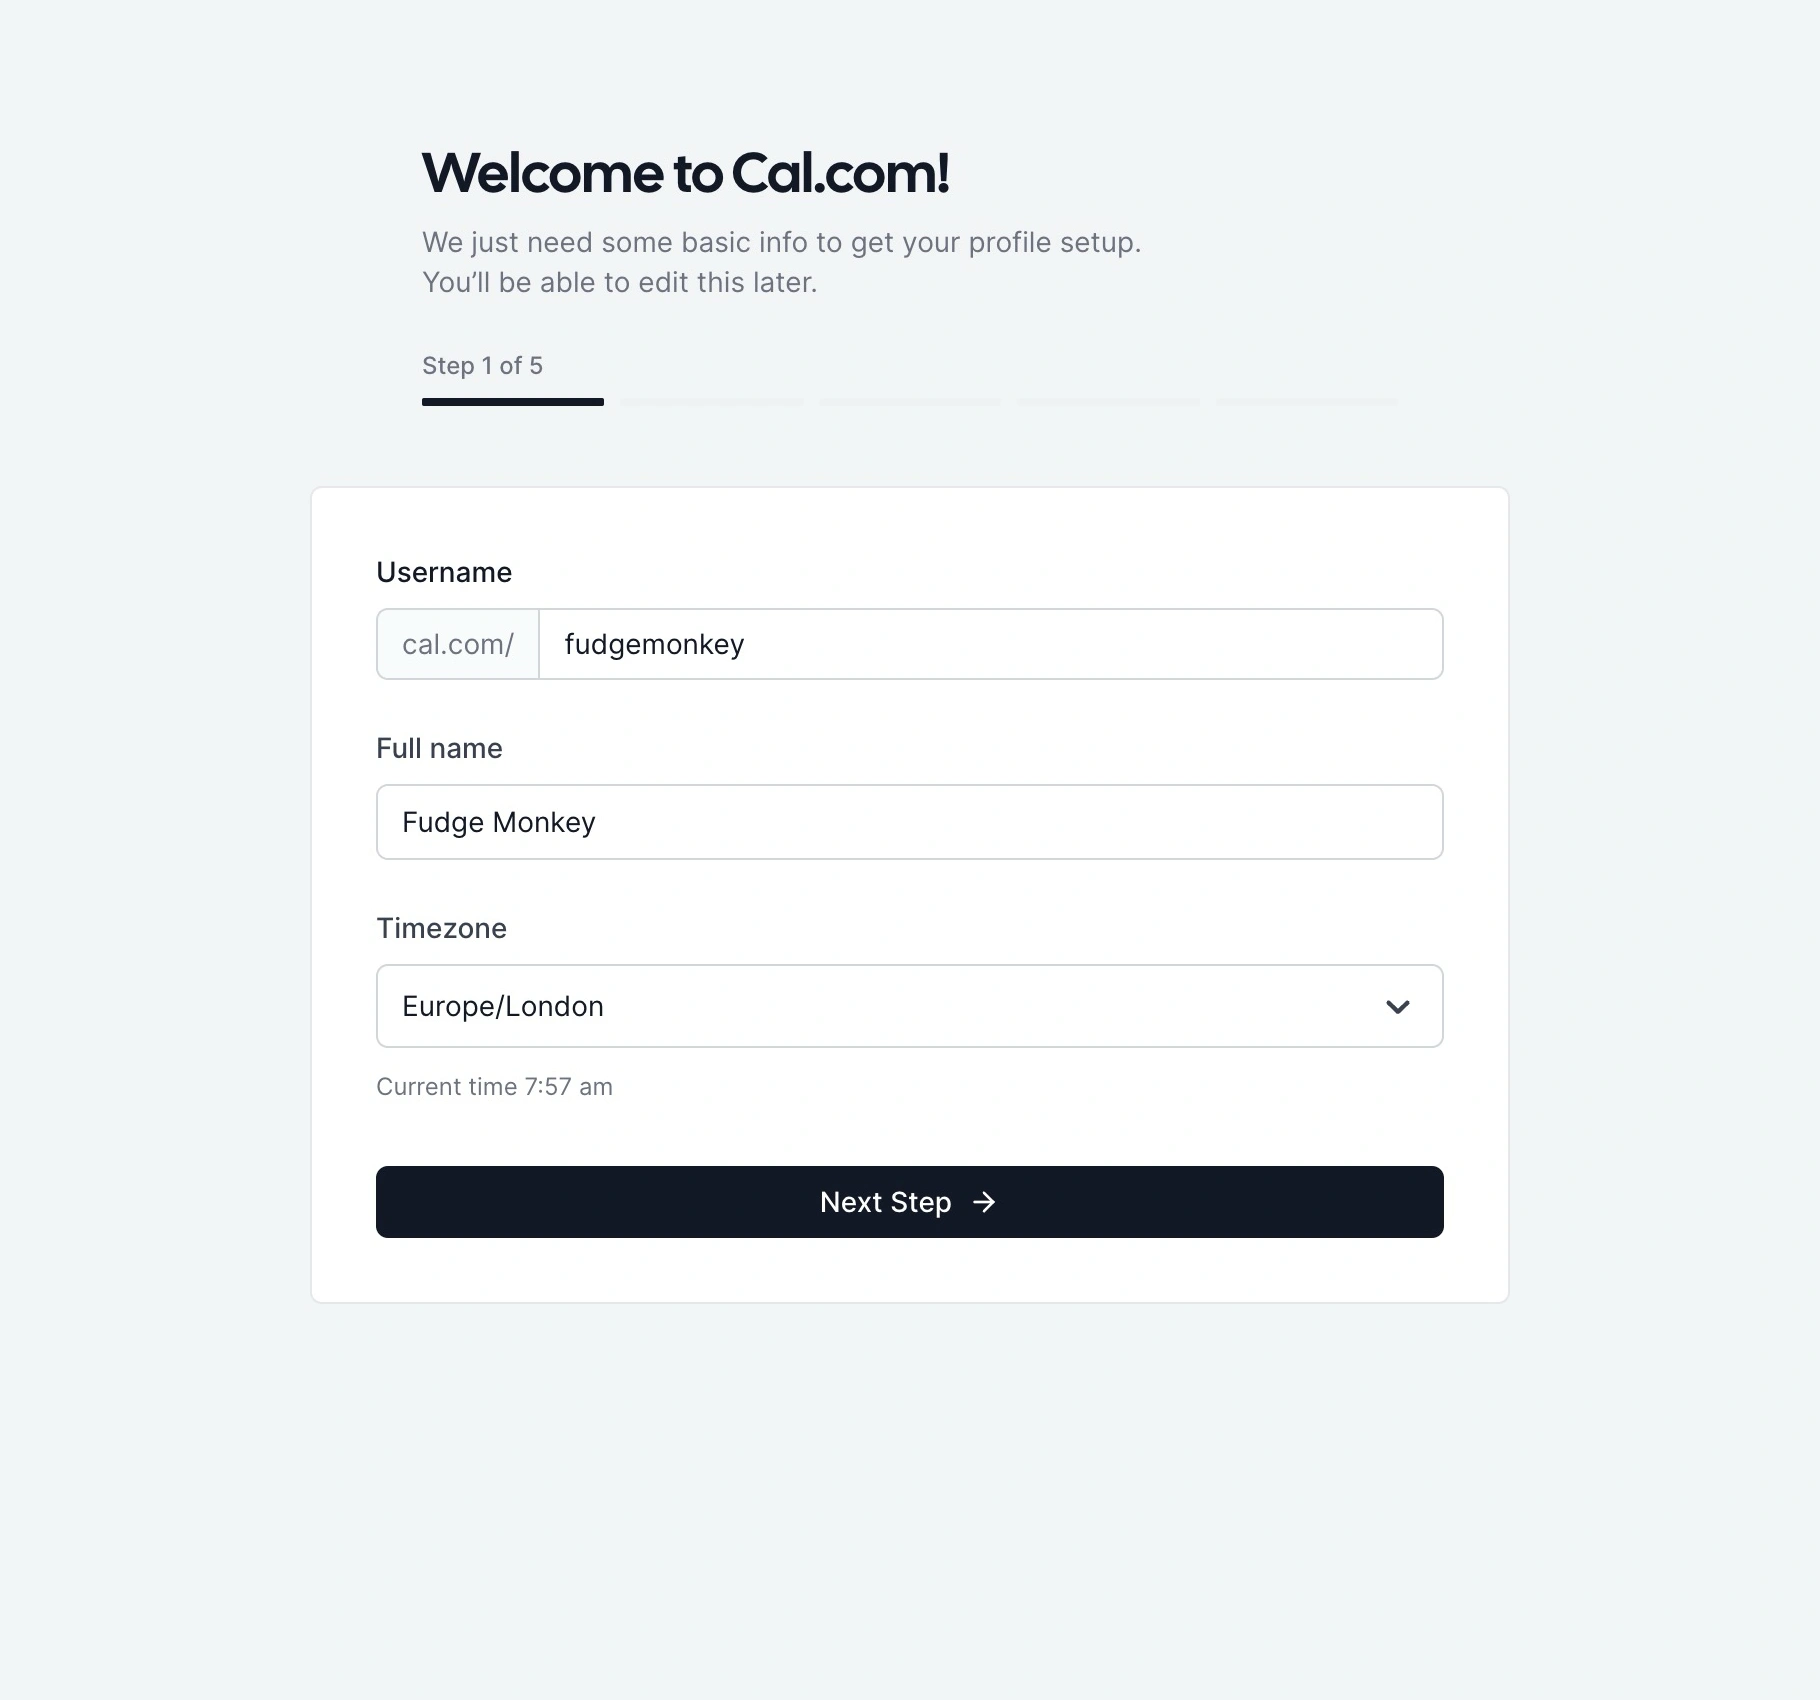 Welcome to Cal.com!
We just need some basic info to get your profile setup.
You’ll be able to edit this later.
Step 1 of 5
Username
cal.com/ fudgemonkey
Full name
Fudge Monkey
Timezone
Europe/London
Current time 7:57 am
Next Step →